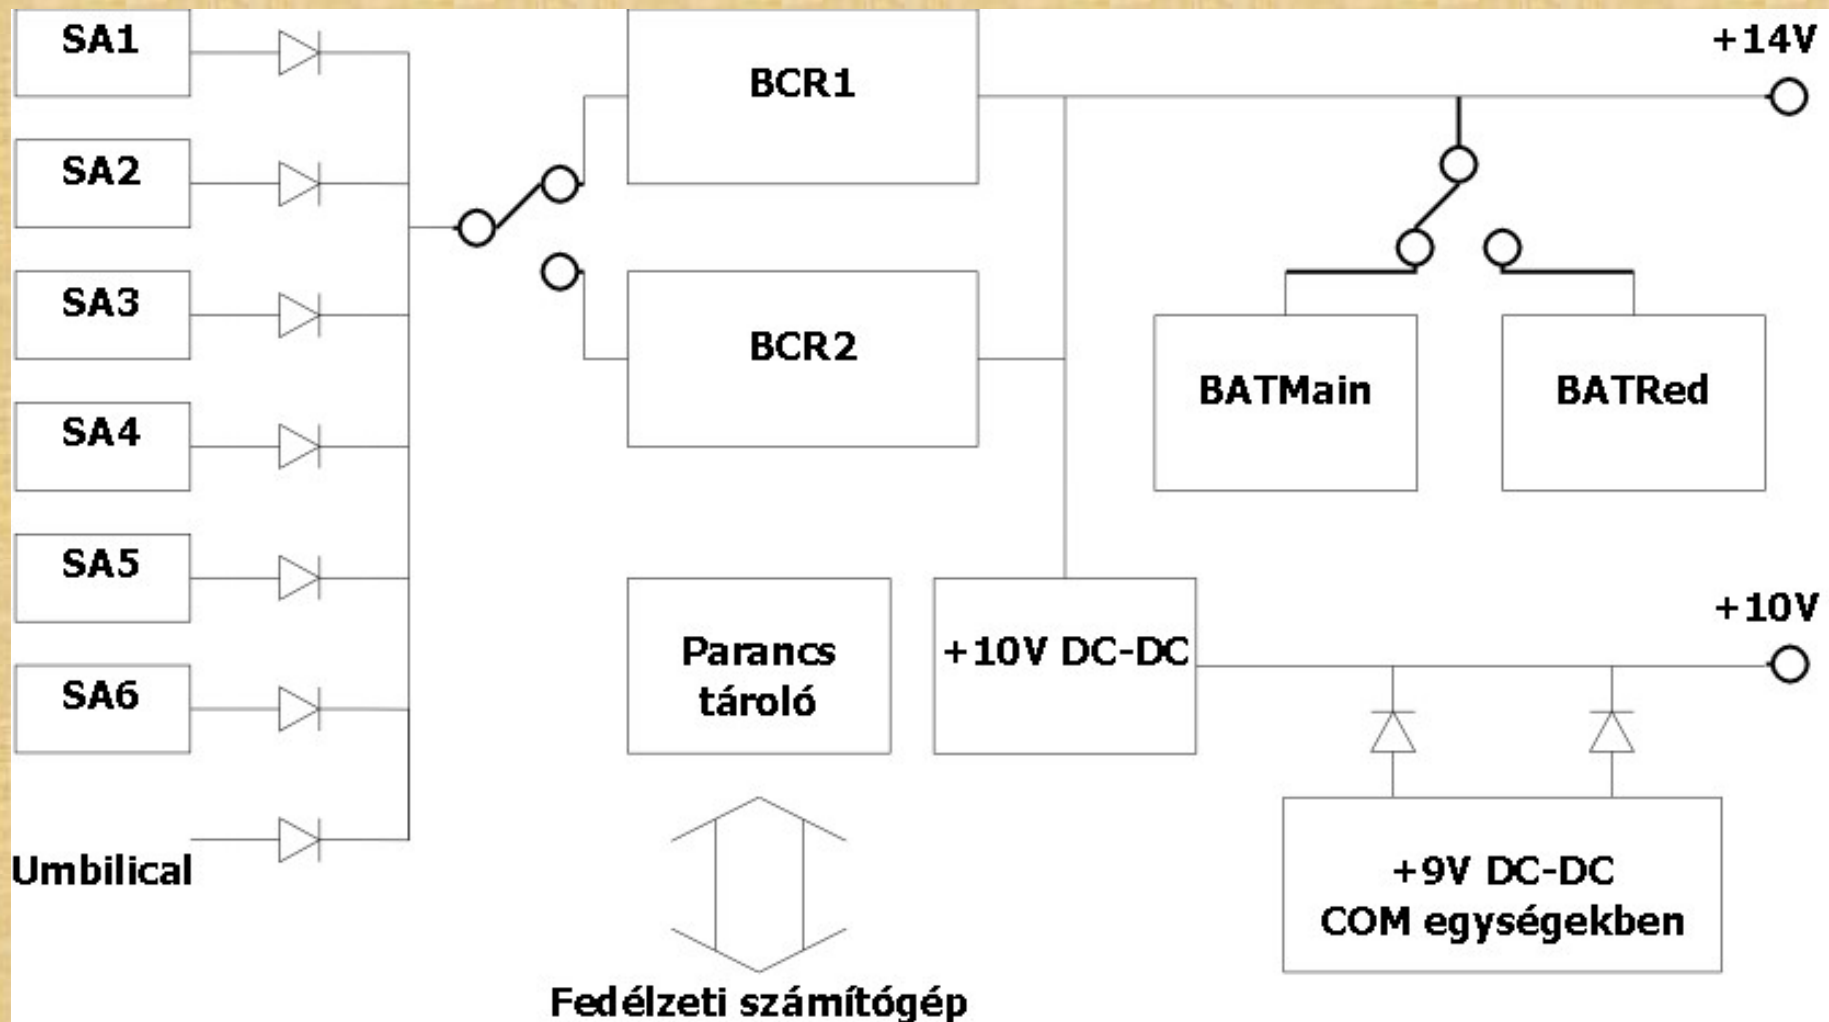 SA1
SA2
SA3
SA4
SA5
SA6
Umbilical
BCR1
BCR2
+14V
BATMain
BATRed
Parancs
tároló
+10V DC-DC
+10V
+9V DC-DC
COM egységekben
Fedélzeti számítógép